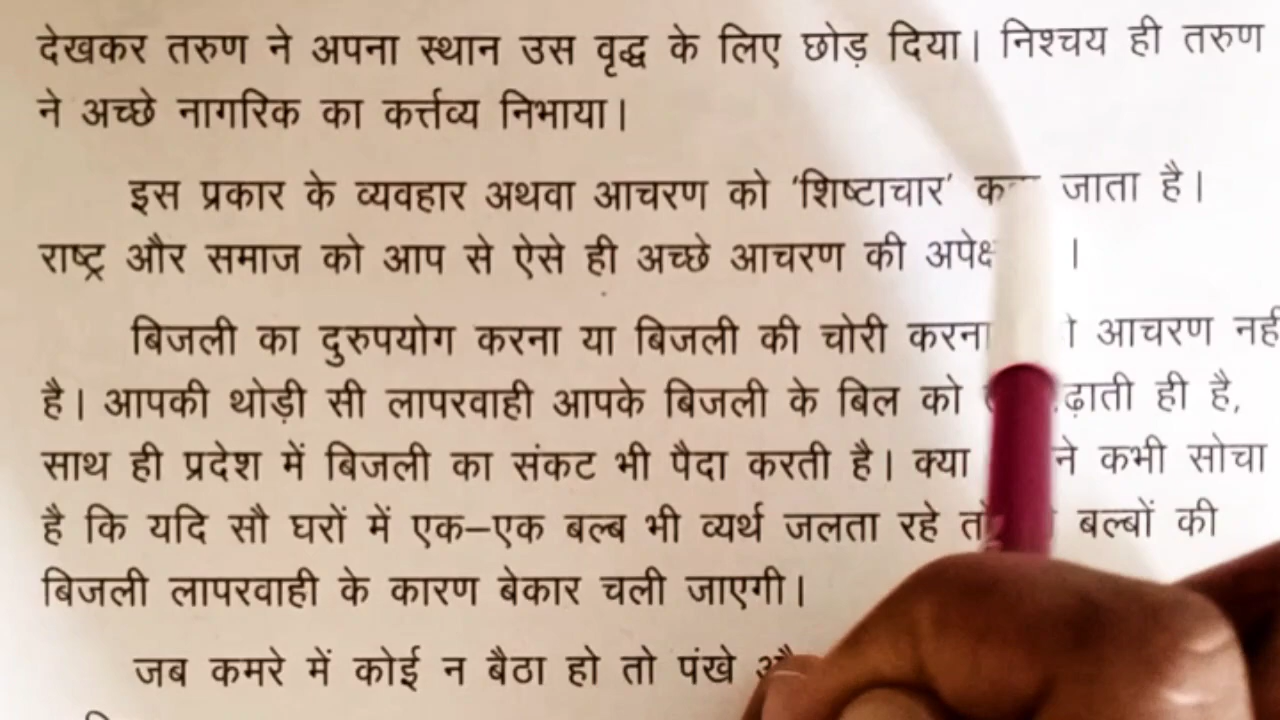 देखकर तरुण ने अपना स्थान उस वृद्ध के लिए छोड़ दिया। निश्चय ही तरुण
ने अच्छे नागरिक का कर्त्तव्य निभाया।
इस प्रकार के व्यवहार अथवा आचरण को 'शिष्टाचार' जाता है।
राष्ट्र और समाज को आप से ऐसे ही अच्छे आचरण की ।
बिजली का दुरुपयोग करना या बिजली की चोरी करना आचरण नहीं
है। आपकी थोड़ी सी लापरवाही आपके बिजली के बिल को ही है,
साथ ही प्रदेश में बिजली का संकट भी पैदा करती है। क्या कभी सोचा
है कि यदि सौ घरों में एक–एक बल्ब भी व्यर्थ जलता रहे बल्बों की
बिजली लापरवाही के कारण बेकार चली जाएगी।
जब कमरे में कोई न बैठा हो तो पंखे